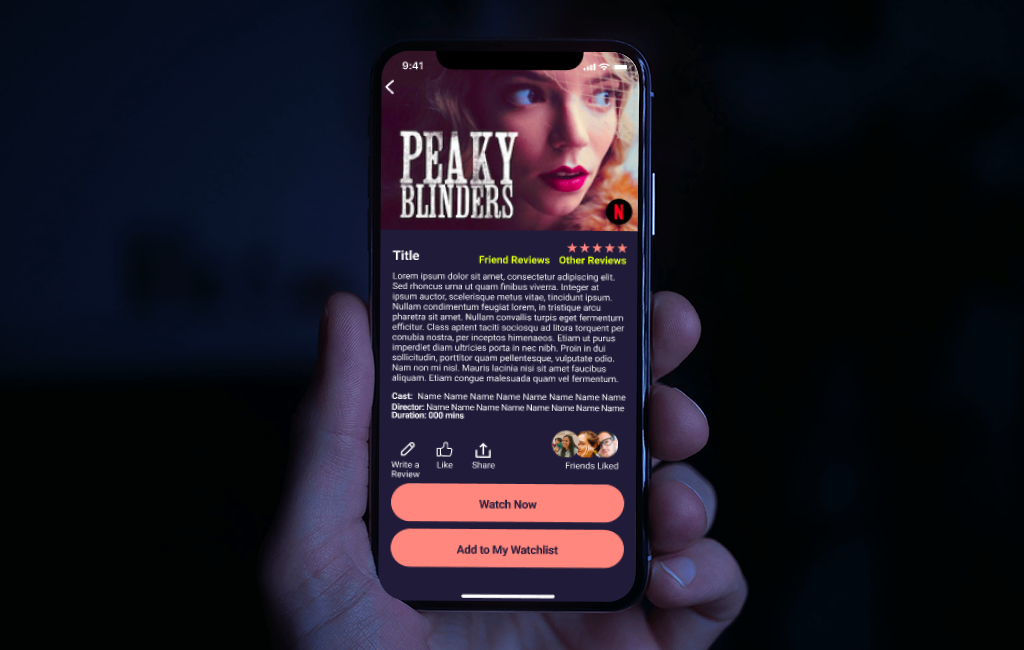 9:41
PEAKY
BLINDERS
N
Title
Friend Reviews Other Reviews
Lorem ipsum dolor sit amet, consectetur adipiscing elit.
Sed rhoncus urna ut quam finibus viverra. Integer at
ipsum auctor, scelerisque metus vitae, tincidunt ipsum.
Nullam condimentum feugiat lorem, in tristique arcu
pharetra sit amet. Nullam convallis turpis eget fermentum
efficitur. Class aptent taciti sociosqu ad litora torquent per
conubia nostra, per inceptos himenaeos. Etiam ut purus
imperdiet diam ultricies porta in nec nibh. Proin in dui
sollicitudin, porttitor quam pellentesque, vulputate odio.
Nam non mi nisl. Mauris lacinia nisi sit amet faucibus
aliquam. Etiam congue malesuada quam vel fermentum.
Cast: Name Name Name Name Name Name Name Name
Director: Name Name Name Name Name Name Name Name
Duration: 000 mins
Write a
Review
Like
Share
Friends Liked
Watch Now
Add to My Watchlist